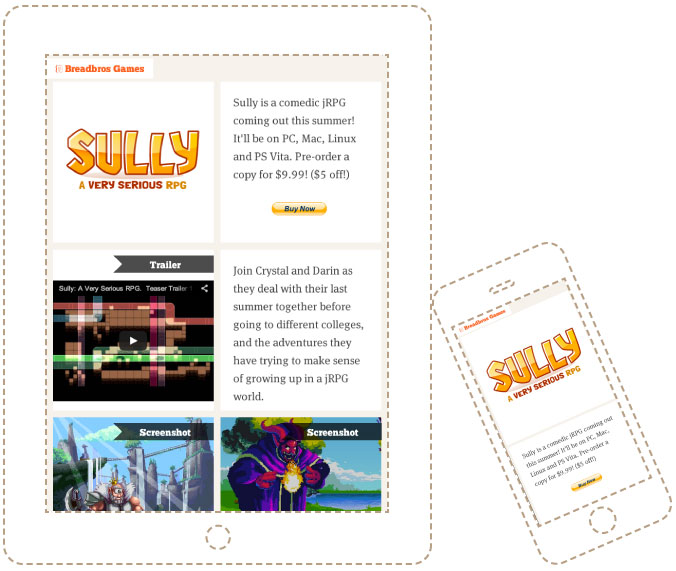 Breadbros Games
SULLY
A VERY SERIOUS RPG
Sully is a comedic jRPG
coming out this summer!
It'll be on PC, Mac, Linux
and PS Vita. Pre-order a
copy for $9.99! ($5 off!)
Buy Now
Trailer
Sully: A Very Serious RPG. Teaser Trailer 1
Join Crystal and Darin as
they deal with their last
summer together before
going to different colleges,
and the adventures they
have trying to make sense
of growing up in a jRPG
world.
Screenshot
Screenshot
Breadbros Games
SULLY
A VERY SERIOUS RPG
Sully is a comedic jRPG coming out
this summer! It'll be on PC, Mac,
Linux and PS Vita. Pre-order a
copy for $9.99! ($5 off!)
Buy Now